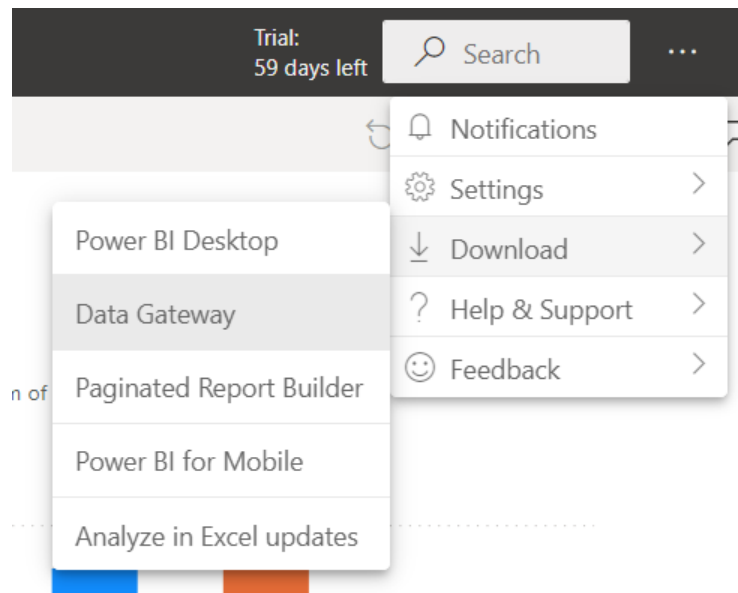 Trial:
59 days left
Search
Notifications
Settings
Download
Help & Support
Feedback
Power BI Desktop
Data Gateway
Paginated Report Builder
Power BI for Mobile
Analyze in Excel updates
of